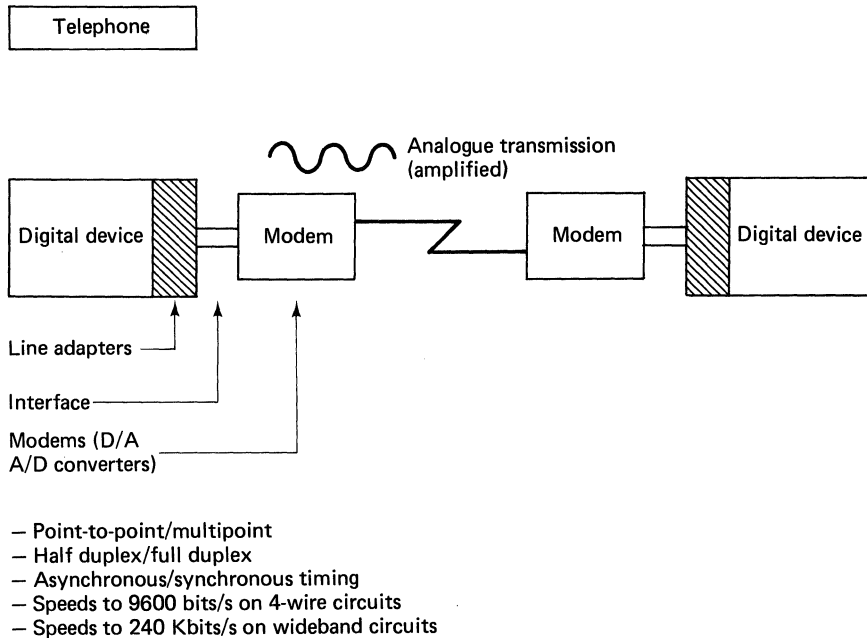 Telephone
Analogue transmission
(amplified)
Digital device
Modem
Modem
Digital device
Line adapters
Interface
Modems (D/A
A/D converters)
— Point-to-point/multipoint
— Half duplex/full duplex
— Asynchronous/synchronous timing
— Speeds to 9600 bits/s on 4-wire circuits
— Speeds to 240 Kbits/s on wideband circuits